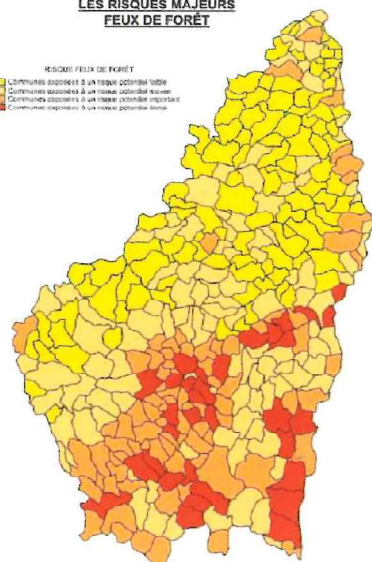 LES RISQUES MAJEURS
FEUX DE FORÊT
RISQUE FEUX DE FORÊT
Communes exposées à un risque potentiel faible
Communes exposées à un risque potentiel moyen
Communes exposées à un risque potentiel important
Communes exposées à un risque potentiel élevé